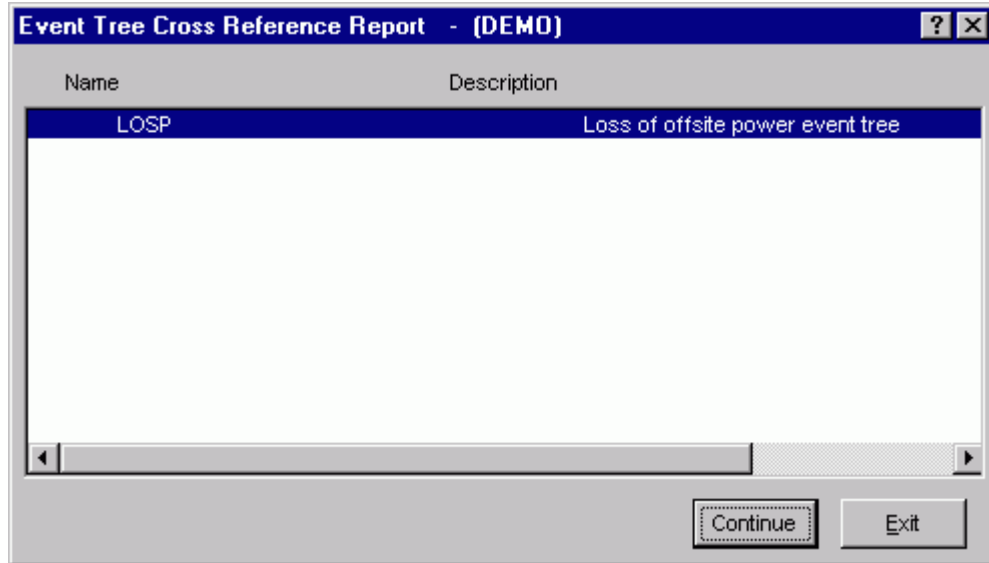 Event Tree Cross Reference Report - (DEMO) ?
Name Description
LOSP Loss of offsite power event tree
Continue Exit